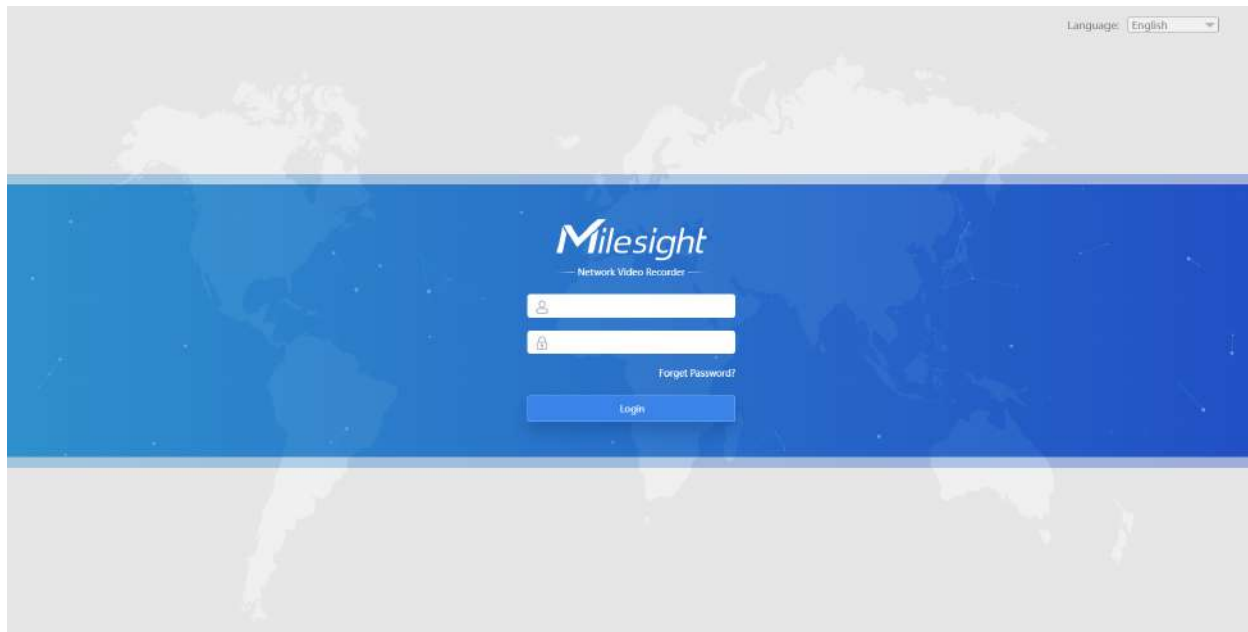 Language: English
Milesight
Network Video Recorder
Forget Password?
Login